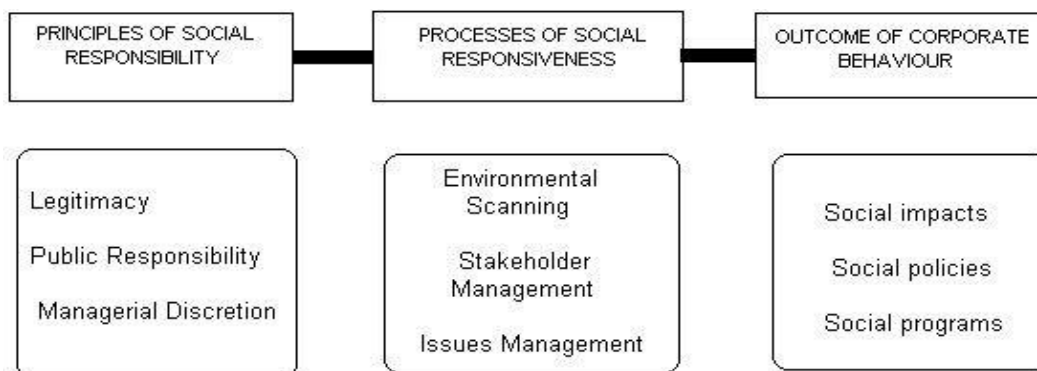 PRINCIPLES OF SOCIAL
RESPONSIBILITY
PROCESSES OF SOCIAL
RESPONSIVENESS
OUTCOME OF CORPORATE
BEHAVIOUR
Legitimacy
Public Responsibility
Managerial Discretion
Environmental
Scanning
Stakeholder
Management
Issues Management
Social impacts
Social policies
Social programs